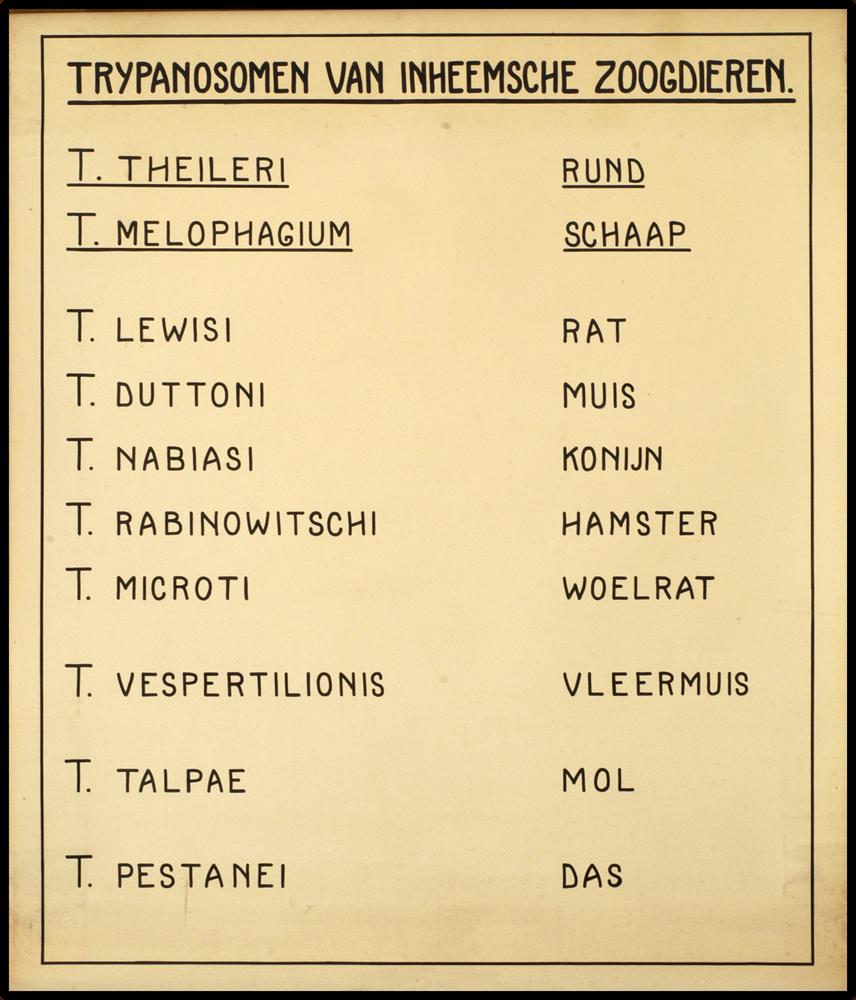 TRYPANOSOMEN VAN INHEEMSCHE ZOOGDIEREN.
T. THEILERI RUND
T. MELOPHAGIUM SCHAAP
T. LEWISI RAT
T. DUTTONI MUIS
T. NABIASI KONIJN
T. RABINOWITSCHI HAMSTER
T. MICROTI WOELRAT
T. VESPERTILIONIS VLEERMUIS
T. TALPAE MOL
T. PESTANEI DAS